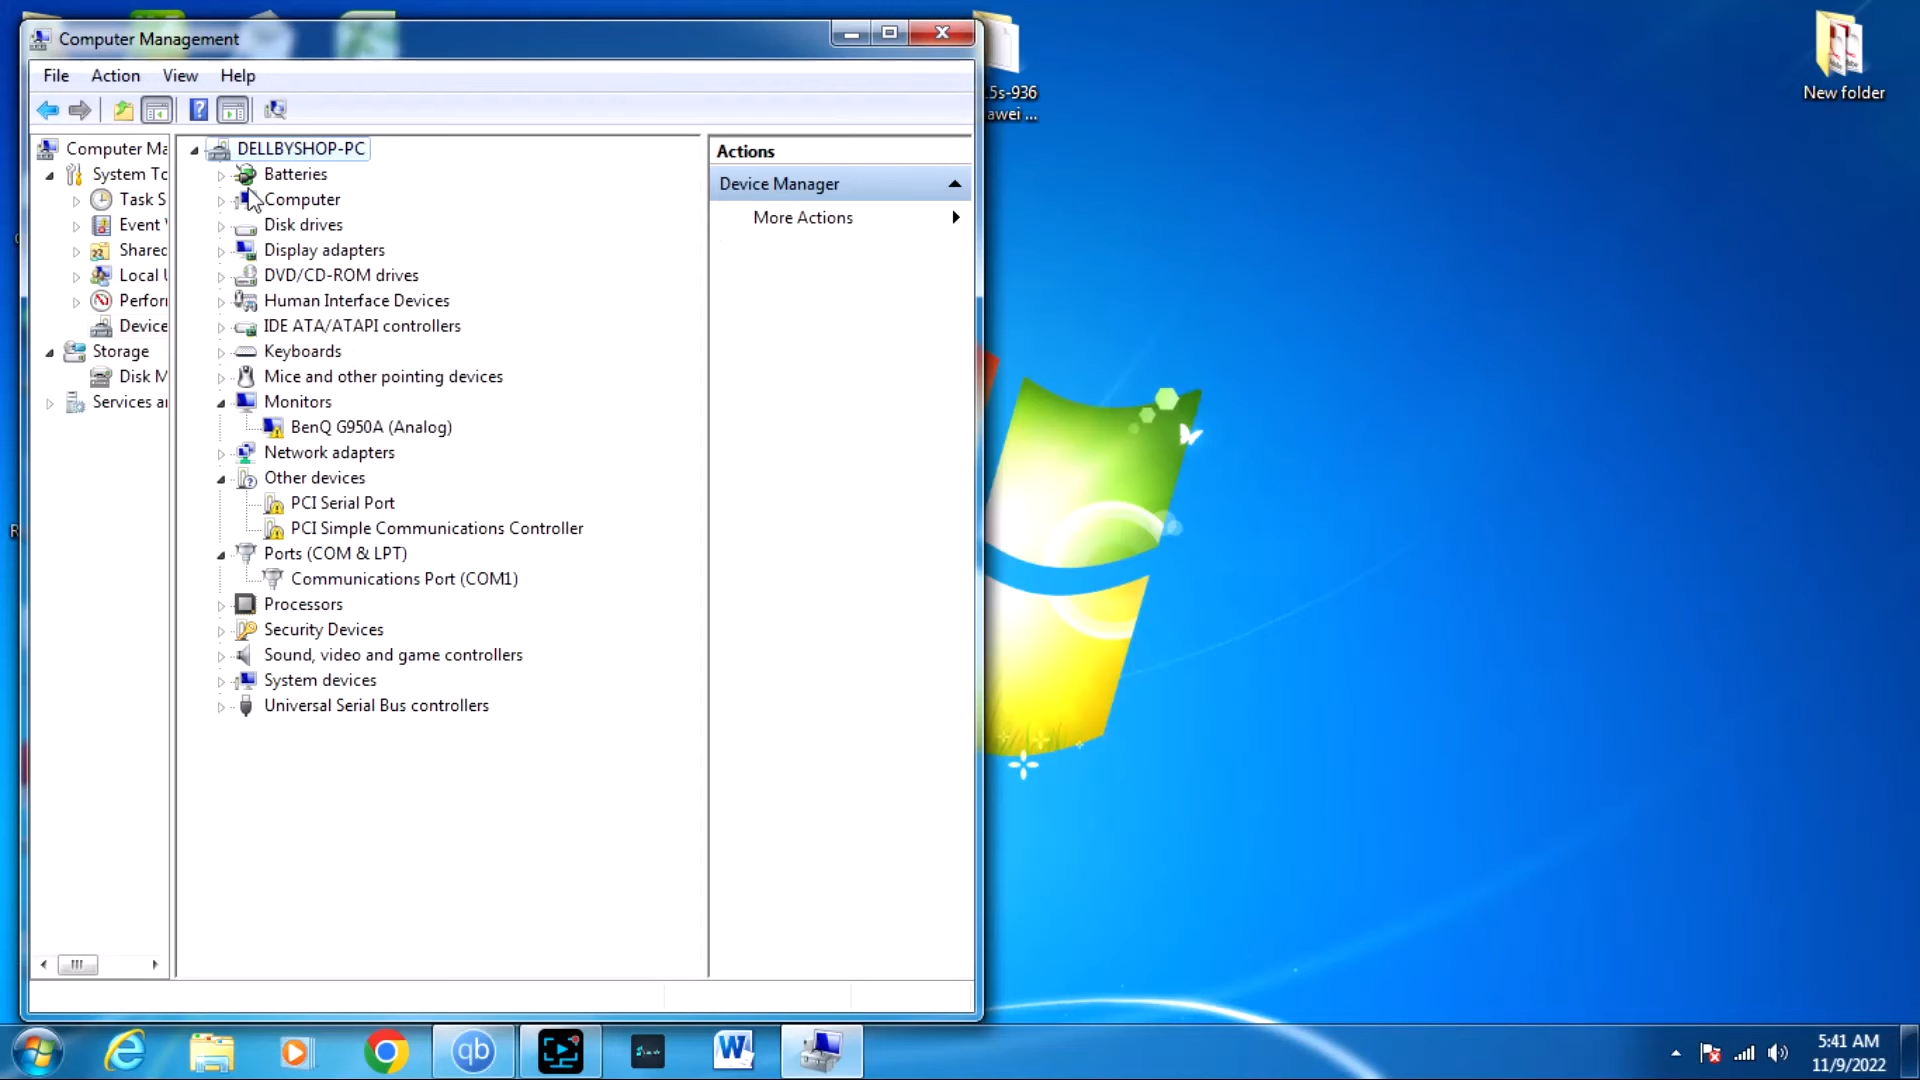 Computer Management
File Action View Help
Computer Ma
System To
Task S
Event
Shared
Local U
Perfor
Device
Storage
Disk M
Services a
DELLBYSHOP-PC
Batteries
Computer
Disk drives
Display adapters
DVD/CD-ROM drives
Human Interface Devices
IDE ATA/ATAPI controllers
Keyboards
Mice and other pointing devices
Monitors
BenQ G950A (Analog)
Network adapters
Other devices
PCI Serial Port
PCI Simple Communications Controller
Ports (COM & LPT)
Communications Port (COM1)
Processors
Security Devices
Sound, video and game controllers
System devices
Universal Serial Bus controllers
Actions
Device Manager
More Actions
.5s-936
awei ...
New folder
R
qb
W
5:41 AM
11/9/2022